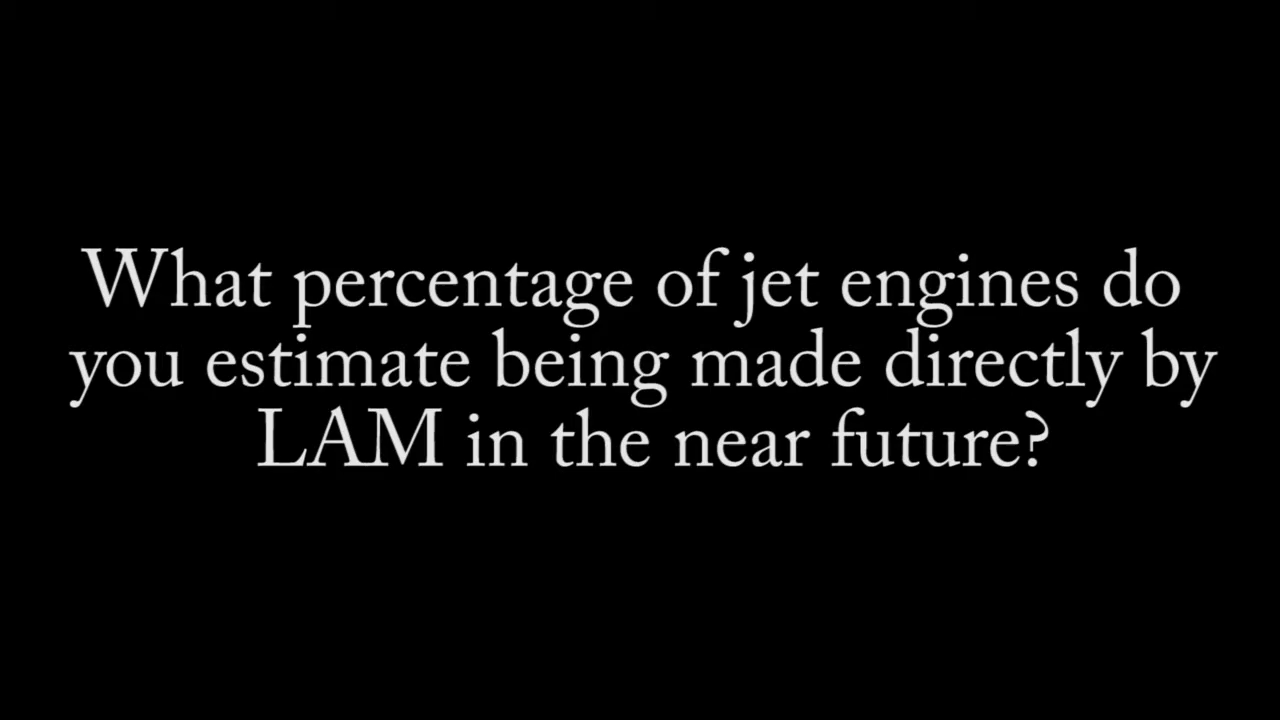 What percentage of jet engines do
you estimate being made directly by
LAM in the near future?